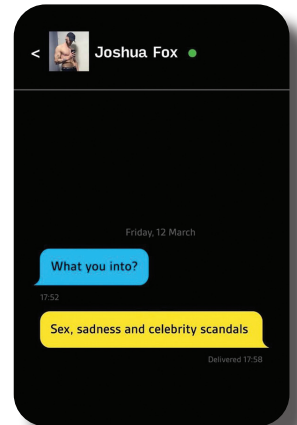 < Joshua Fox
Friday, 12 March
What you into?
17:52
Sex, sadness and celebrity scandals
Delivered 17:58